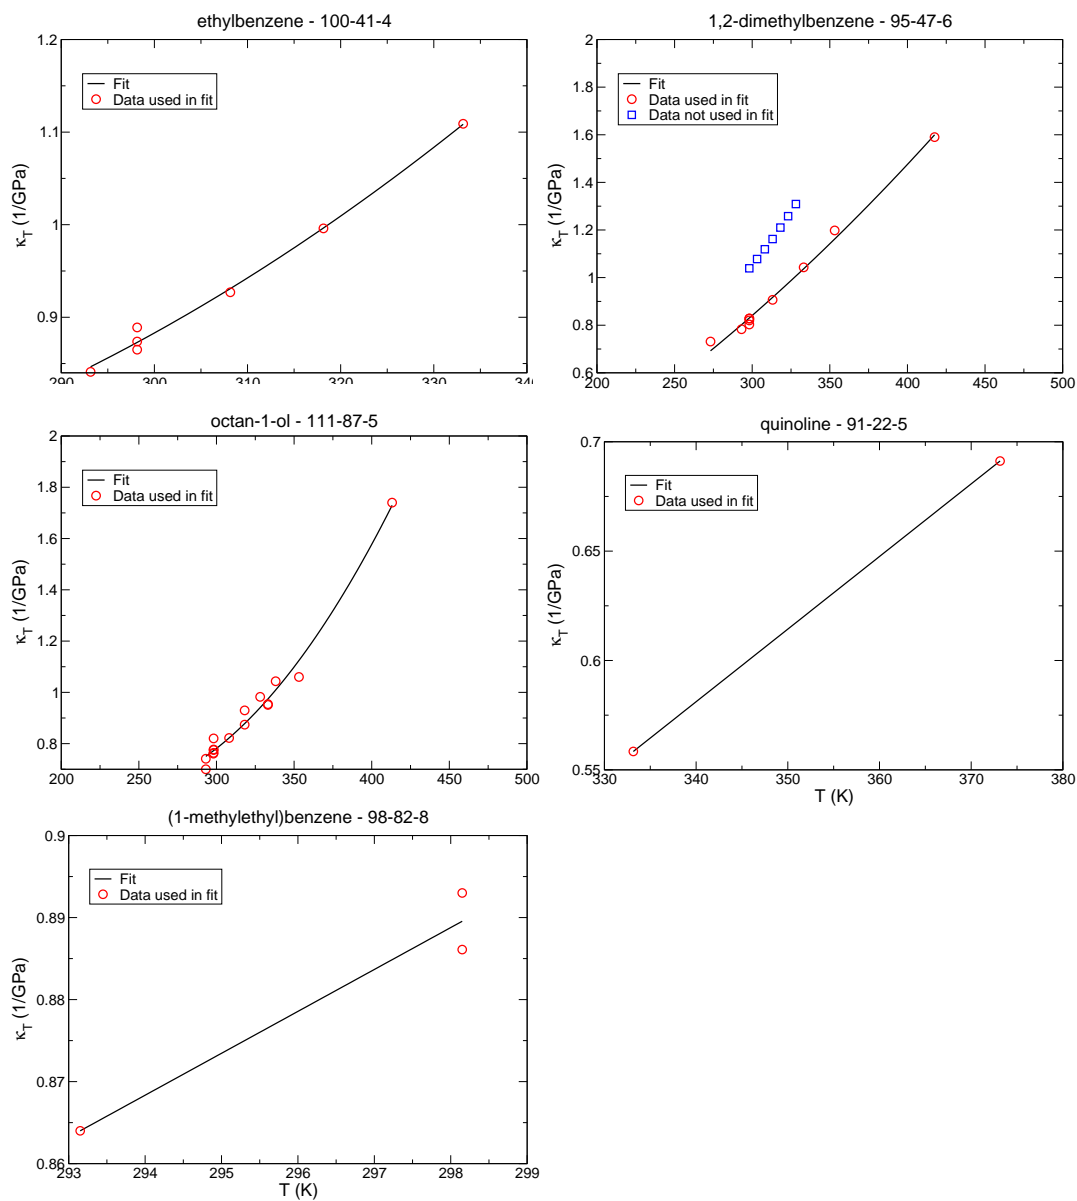 ethylbenzene - 100-41-4
1.2
1.1
1
0.9
κT (1/GPa)
Fit
Data used in fit
290
300
310
320
330
340
1,2-dimethylbenzene - 95-47-6
2
1.8
1.6
1.4
1.2
1
0.8
0.6
κT (1/GPa)
Fit
Data used in fit
Data not used in fit
200
250
300
350
400
450
500
octan-1-ol - 111-87-5
2
1.8
1.6
1.4
1.2
1
0.8
κT (1/GPa)
Fit
Data used in fit
200
250
300
350
400
450
500
quinoline - 91-22-5
0.7
0.65
0.6
0.55
κT (1/GPa)
Fit
Data used in fit
330
340
350
360
370
380
T (K)
(1-methylethyl)benzene - 98-82-8
0.9
0.89
0.88
0.87
0.86
κT (1/GPa)
Fit
Data used in fit
293
294
295
296
297
298
299
T (K)